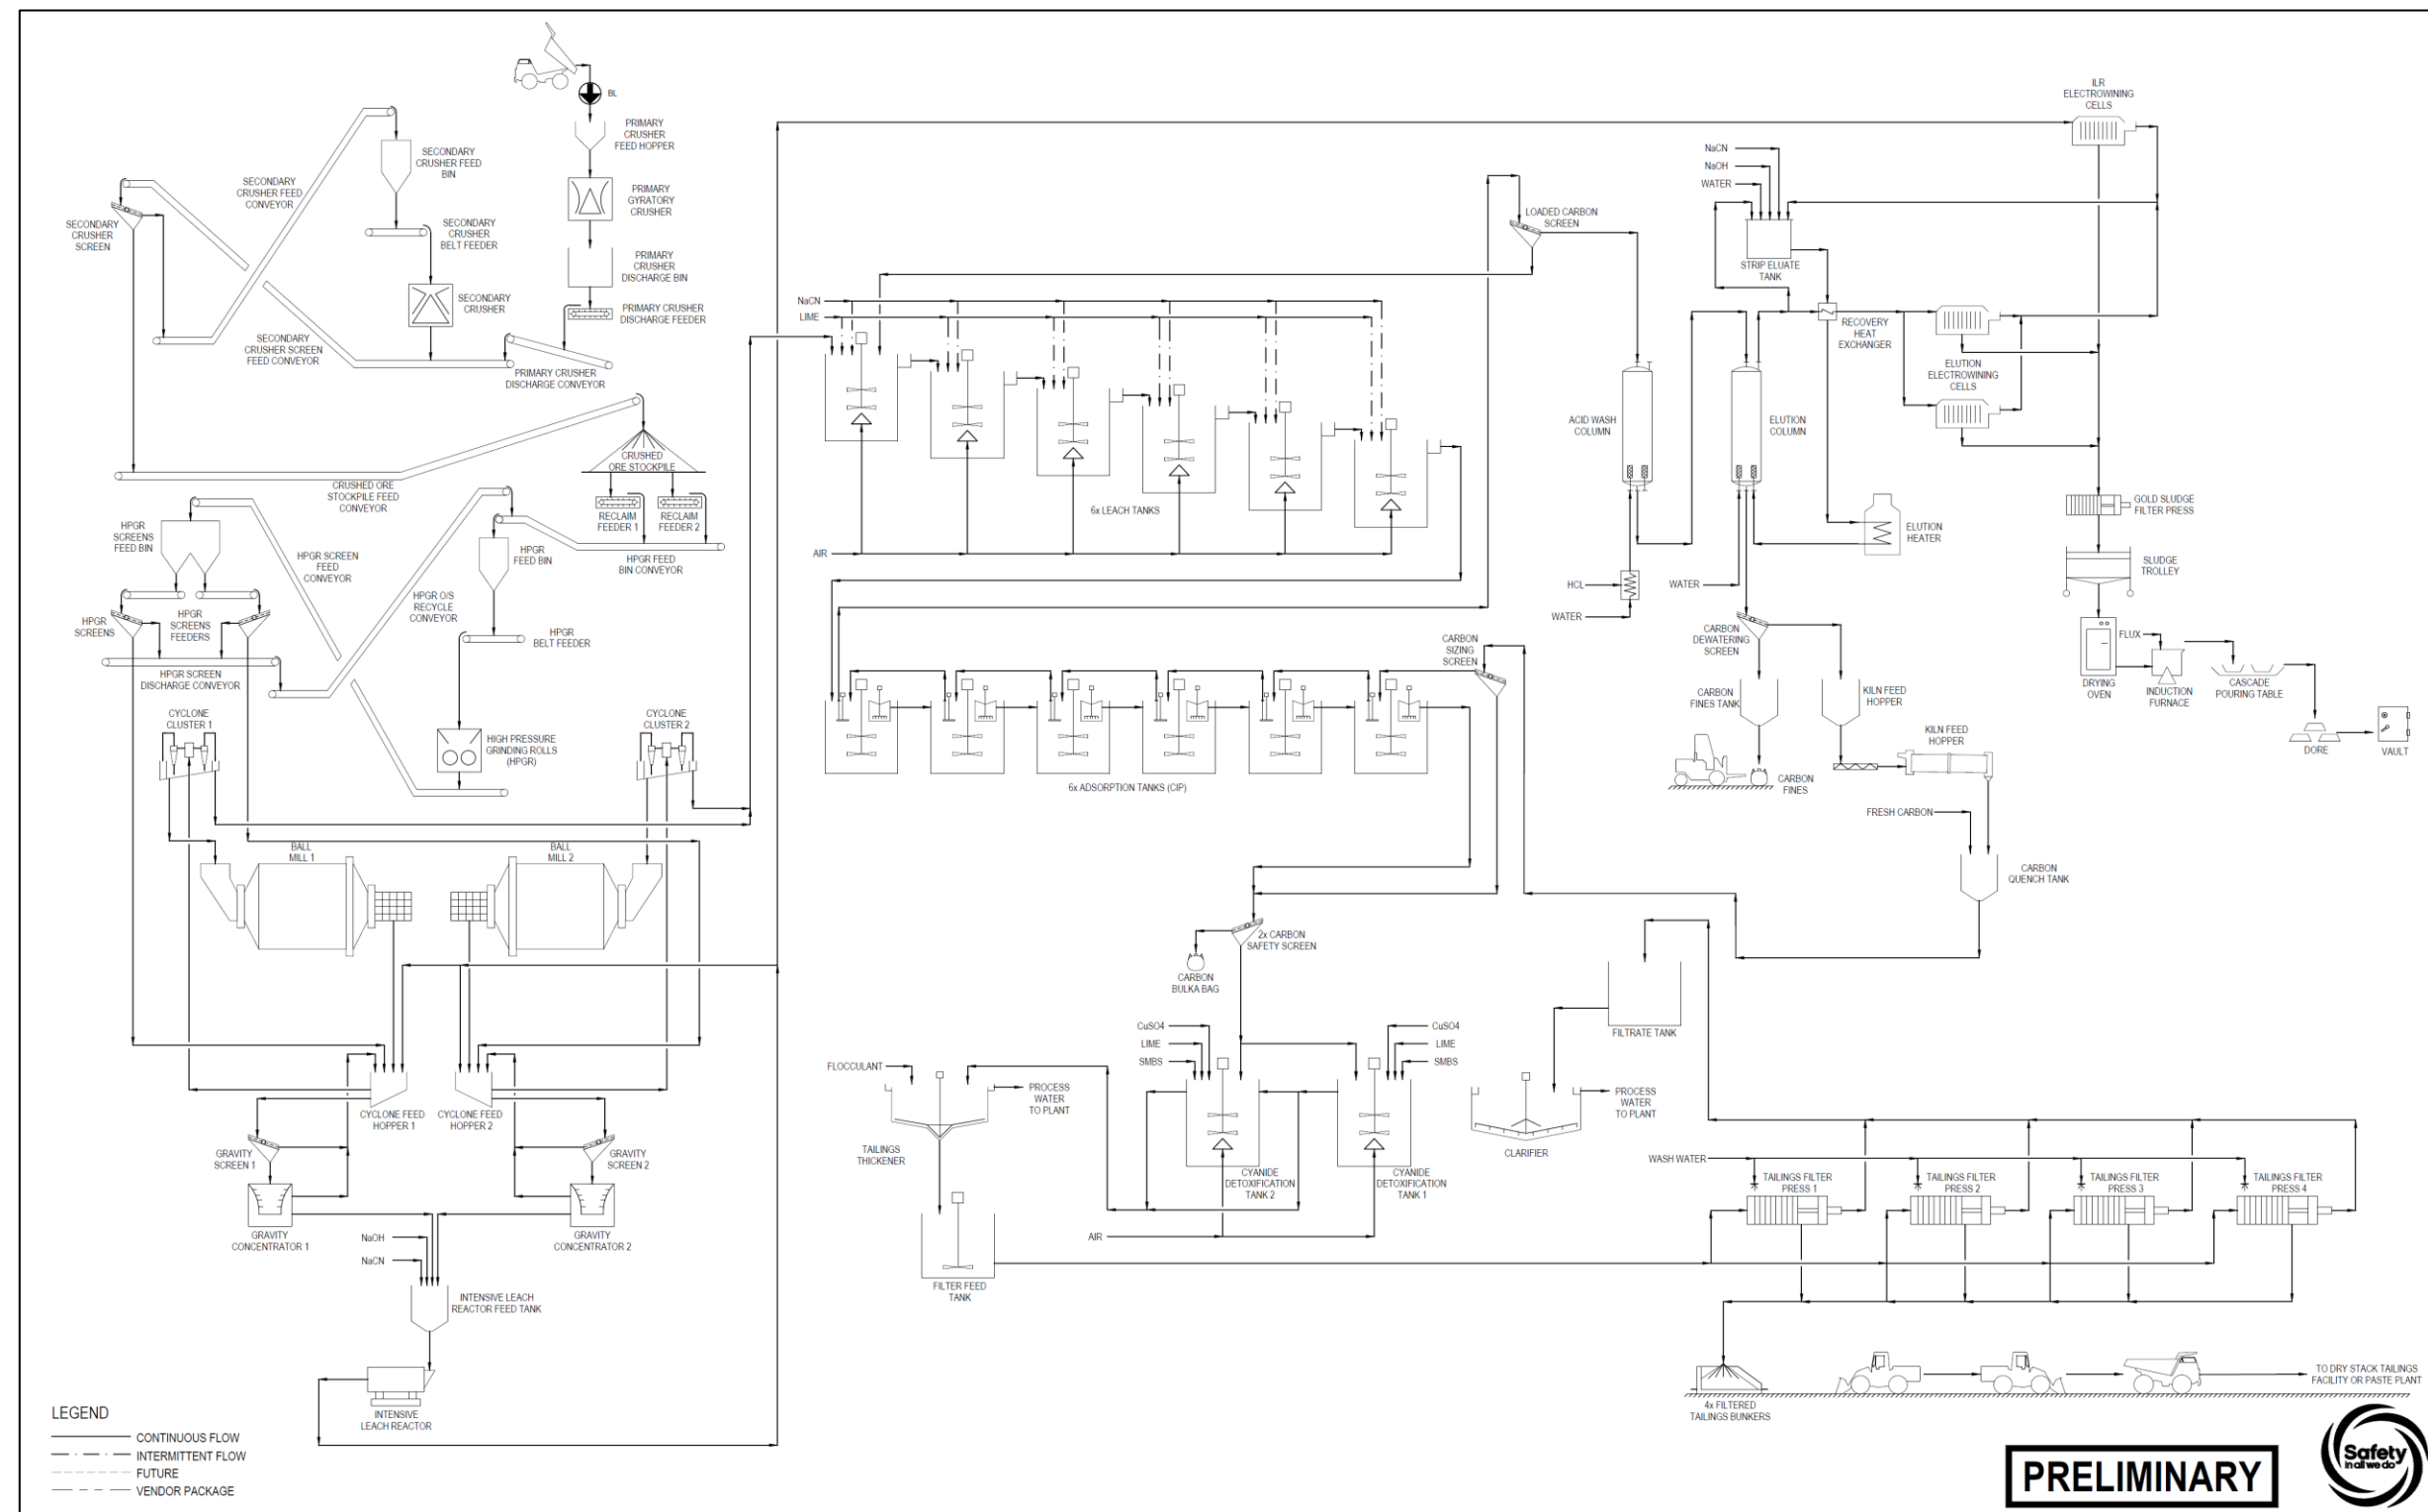 BL
PRIMARY
CRUSHER
FEED HOPPER
PRIMARY
GYRATORY
CRUSHER
PRIMARY
CRUSHER
DISCHARGE BIN
PRIMARY CRUSHER
DISCHARGE FEEDER
PRIMARY CRUSHER
DISCHARGE CONVEYOR
SECONDARY
CRUSHER FEED
BIN
SECONDARY
CRUSHER FEED
CONVEYOR
SECONDARY
CRUSHER
SCREEN
SECONDARY
CRUSHER
BELT FEEDER
SECONDARY
CRUSHER
SECONDARY
CRUSHER SCREEN
FEED CONVEYOR
CRUSHED
ORE STOCKPILE
CRUSHED ORE
STOCKPILE FEED
CONVEYOR
RECLAIM
FEEDER 1
RECLAIM
FEEDER 2
HPGR
SCREENS
FEED BIN
HPGR SCREEN
FEED
CONVEYOR
HPGR
FEED BIN
HPGR FEED
BIN CONVEYOR
HPGR O/S
RECYCLE
CONVEYOR
HPGR
SCREENS
HPGR
SCREENS
FEEDERS
HPGR
BELT FEEDER
HPGR SCREEN
DISCHARGE CONVEYOR
CYCLONE
CLUSTER 1
CYCLONE
CLUSTER 2
HIGH PRESSURE
GRINDING ROLLS
(HPGR)
BALL
MILL 1
BALL
MILL 2
CYCLONE FEED
HOPPER 1
CYCLONE FEED
HOPPER 2
GRAVITY
SCREEN 1
GRAVITY
SCREEN 2
GRAVITY
CONCENTRATOR 1
GRAVITY
CONCENTRATOR 2
NaOH
NaCN
INTENSIVE LEACH
REACTOR FEED TANK
INTENSIVE
LEACH REACTOR
LEGEND
CONTINUOUS FLOW
INTERMITTENT FLOW
FUTURE
VENDOR PACKAGE
NaCN
LIME
6x LEACH TANKS
AIR
LOADED CARBON
SCREEN
CARBON
SIZING
SCREEN
6x ADSORPTION TANKS (CIP)
2x CARBON
SAFETY SCREEN
CARBON
BULKA BAG
CuSO4
LIME
SMBS
CuSO4
LIME
SMBS
FLOCCULANT
PROCESS
WATER
TO PLANT
TAILINGS
THICKENER
CYANIDE
DETOXIFICATION
TANK 2
CYANIDE
DETOXIFICATION
TANK 1
AIR
FILTER FEED
TANK
ILR
ELECTROWINING
CELLS
NaCN
NaOH
WATER
STRIP ELUATE
TANK
RECOVERY
HEAT
EXCHANGER
ELUTION
ELECTROWINING
CELLS
ACID WASH
COLUMN
ELUTION
COLUMN
ELUTION
HEATER
HCL
WATER
WATER
GOLD SLUDGE
FILTER PRESS
SLUDGE
TROLLEY
FLUX
DRYING
OVEN
INDUCTION
FURNACE
CASCADE
POURING TABLE
DORE
VAULT
CARBON
DEWATERING
SCREEN
CARBON
FINES TANK
KILN FEED
HOPPER
KILN FEED
HOPPER
CARBON
FINES
FRESH CARBON
CARBON
QUENCH TANK
FILTRATE TANK
PROCESS
WATER
TO PLANT
CLARIFIER
WASH WATER
TAILINGS FILTER
PRESS 1
TAILINGS FILTER
PRESS 2
TAILINGS FILTER
PRESS 3
TAILINGS FILTER
PRESS 4
4x FILTERED
TAILINGS BUNKERS
TO DRY STACK TAILINGS
FACILITY OR PASTE PLANT
PRELIMINARY
Safety
in all we do